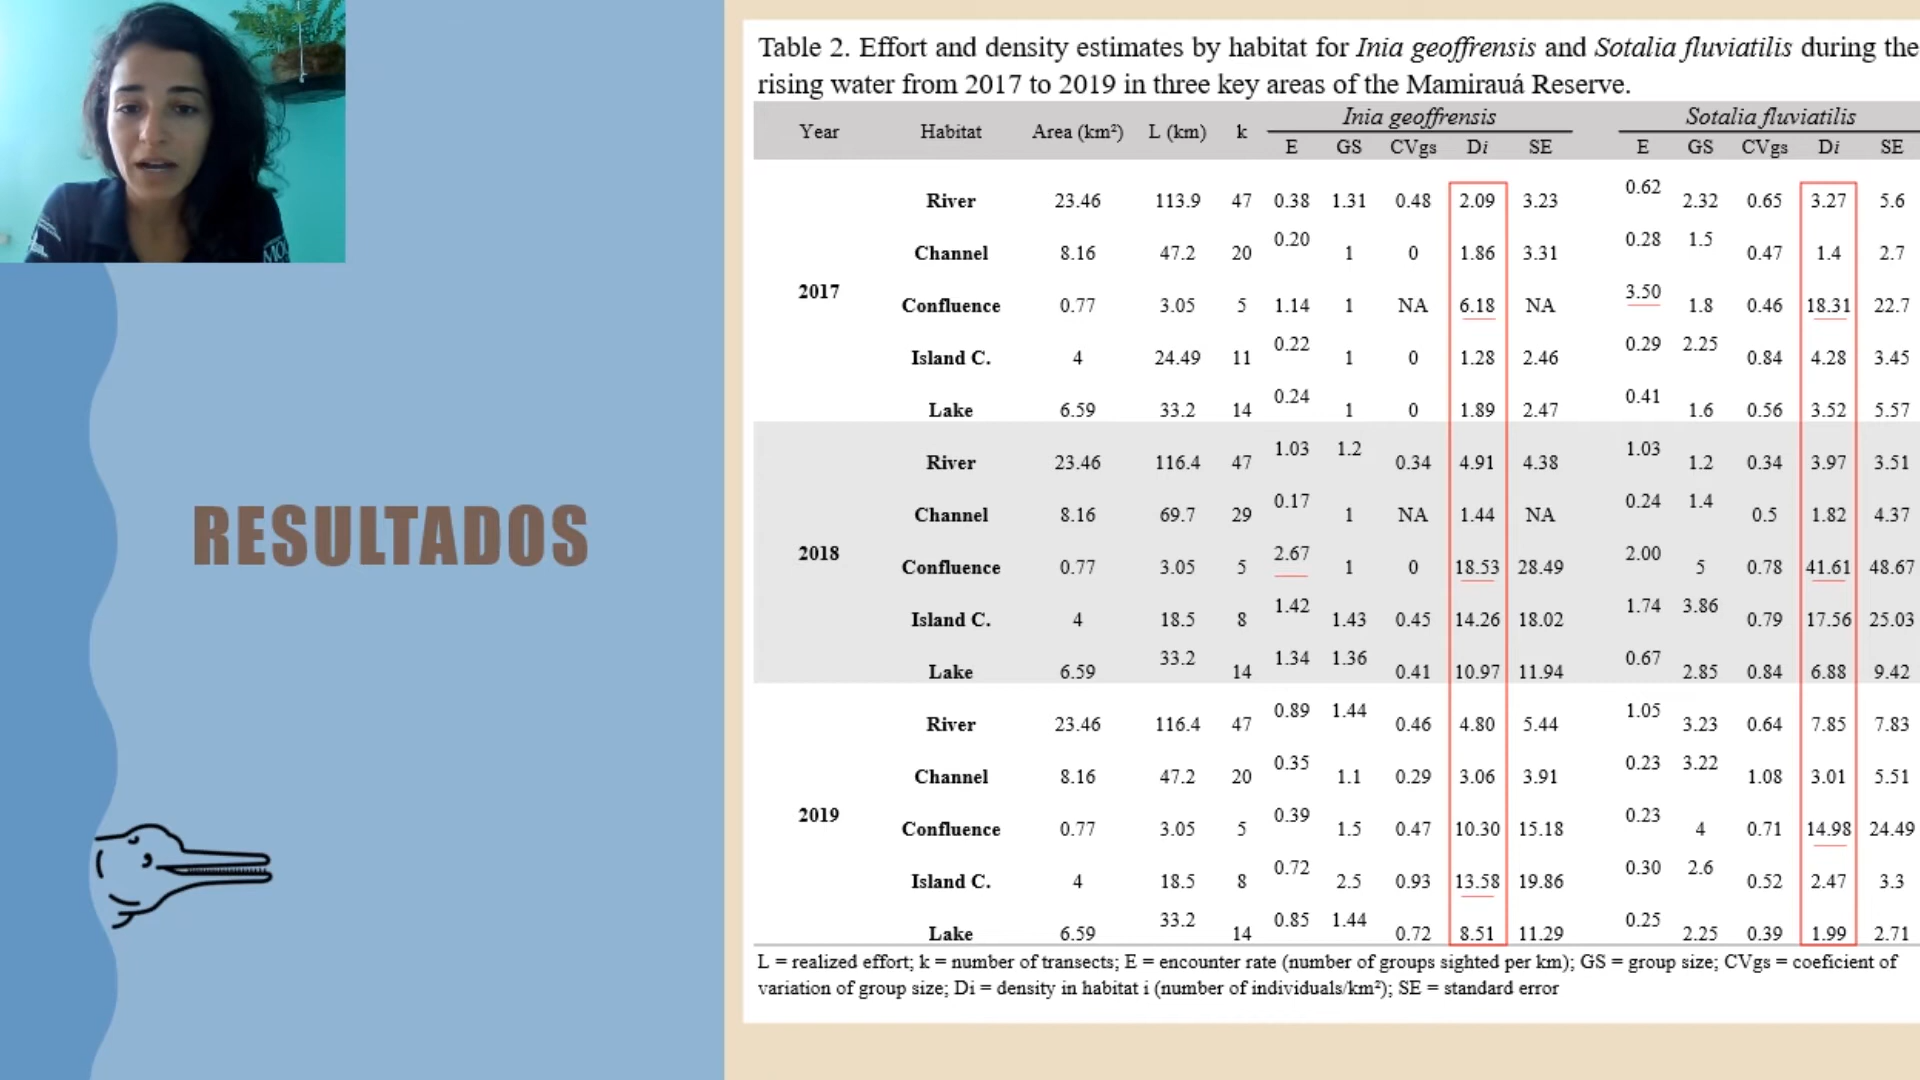 Table 2. Effort and density estimates by habitat for Inia geoffrensis and Sotalia fluviatilis during the
rising water from 2017 to 2019 in three key areas of the Mamirauá Reserve.
Year Habitat Area (km²) L (km) k Inia geoffrensis Sotalia fluviatilis
E GS CVgs Di SE E GS CVgs Di SE
2017
River 23.46 113.9 47 0.38 1.31 0.48 2.09 3.23 0.62 2.32 0.65 3.27 5.6
Channel 8.16 47.2 20 0.20 1 0 1.86 3.31 0.28 1.5 0.47 1.4 2.7
Confluence 0.77 3.05 5 1.14 1 NA 6.18 NA 3.50 1.8 0.46 18.31 22.7
Island C. 4 24.49 11 0.22 1 0 1.28 2.46 0.29 2.25 0.84 4.28 3.45
Lake 6.59 33.2 14 0.24 1 0 1.89 2.47 0.41 1.6 0.56 3.52 5.57
2018
River 23.46 116.4 47 1.03 1.2 0.34 4.91 4.38 1.03 1.2 0.34 3.97 3.51
Channel 8.16 69.7 29 0.17 1 NA 1.44 NA 0.24 1.4 0.5 1.82 4.37
Confluence 0.77 3.05 5 2.67 1 0 18.53 28.49 2.00 5 0.78 41.61 48.67
Island C. 4 18.5 8 1.42 1.43 0.45 14.26 18.02 1.74 3.86 0.79 17.56 25.03
Lake 6.59 33.2 14 1.34 1.36 0.41 10.97 11.94 0.67 2.85 0.84 6.88 9.42
2019
River 23.46 116.4 47 0.89 1.44 0.46 4.80 5.44 1.05 3.23 0.64 7.85 7.83
Channel 8.16 47.2 20 0.35 1.1 0.29 3.06 3.91 0.23 3.22 1.08 3.01 5.51
Confluence 0.77 3.05 5 0.39 1.5 0.47 10.30 15.18 0.23 4 0.71 14.98 24.49
Island C. 4 18.5 8 0.72 2.5 0.93 13.58 19.86 0.30 2.6 0.52 2.47 3.3
Lake 6.59 33.2 14 0.85 1.44 0.72 8.51 11.29 0.25 2.25 0.39 1.99 2.71
L = realized effort; k = number of transects; E = encounter rate (number of groups sighted per km); GS = group size; CVgs = coeficient of
variation of group size; Di = density in habitat i (number of individuals/km²); SE = standard error
RESULTADOS